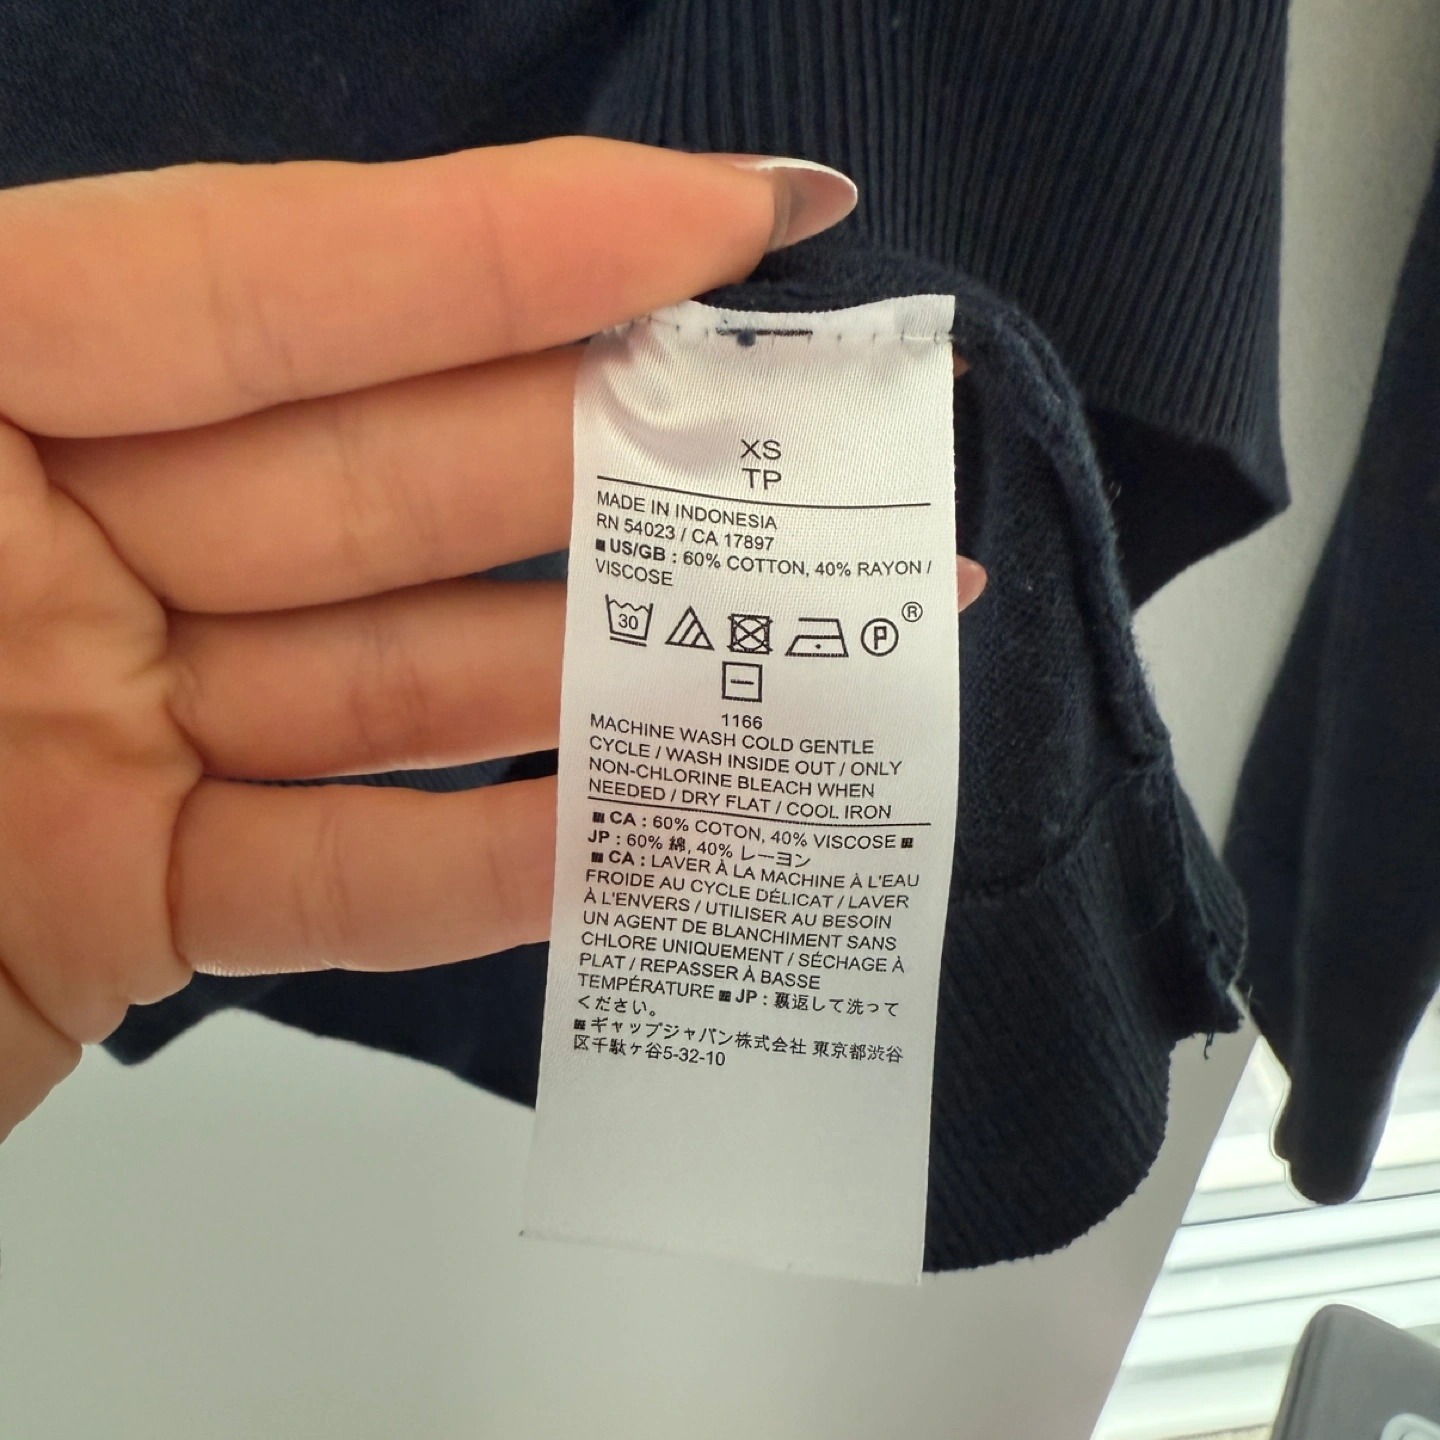 XS
TP
MADE IN INDONESIA
RN 54023 / CA 17897
■ US/GB : 60% COTTON, 40% RAYON /
VISCOSE
30
P
®
1166
MACHINE WASH COLD GENTLE
CYCLE / WASH INSIDE OUT / ONLY
NON-CHLORINE BLEACH WHEN
NEEDED / DRY FLAT / COOL IRON
■ CA : 60% COTON, 40% VISCOSE ■
JP : 60% 綿, 40% レーヨン
■ CA : LAVER À LA MACHINE À L'EAU
FROIDE AU CYCLE DÉLICAT / LAVER
À L'ENVERS / UTILISER AU BESOIN
UN AGENT DE BLANCHIMENT SANS
CHLORE UNIQUEMENT / SÉCHAGE À
PLAT / REPASSER À BASSE
TEMPÉRATURE ■ JP : 裏返して洗って
ください。
■ ギャップジャパン株式会社 東京都渋谷
区千駄ヶ谷5-32-10